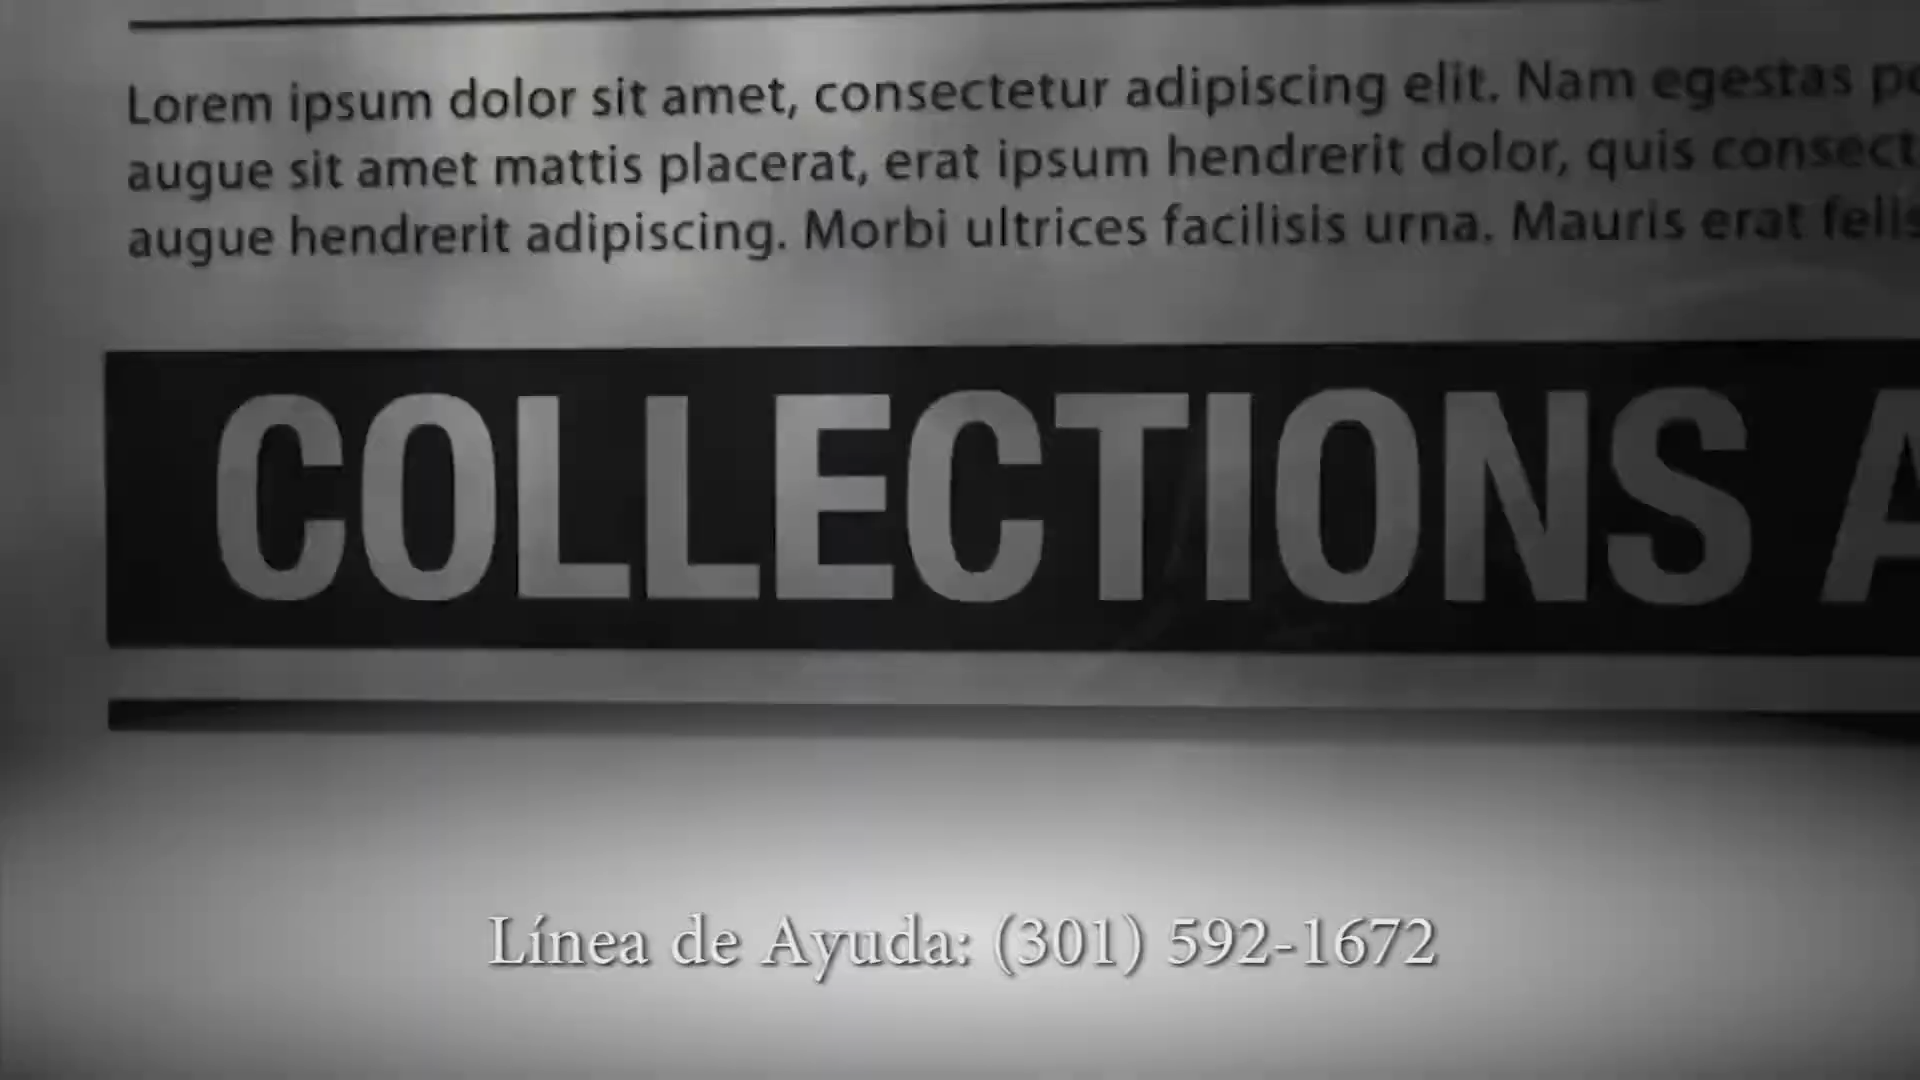 Lorem ipsum dolor sit amet, consectetur adipiscing elit. Nam egestas
augue sit amet mattis placerat, erat ipsum hendrerit dolor, quis
augue hendrerit adipiscing. Morbi ultrices facilisis urna. Mauris erat felis
COLLECTIONS
Línea de Ayuda: (301) 592-1672